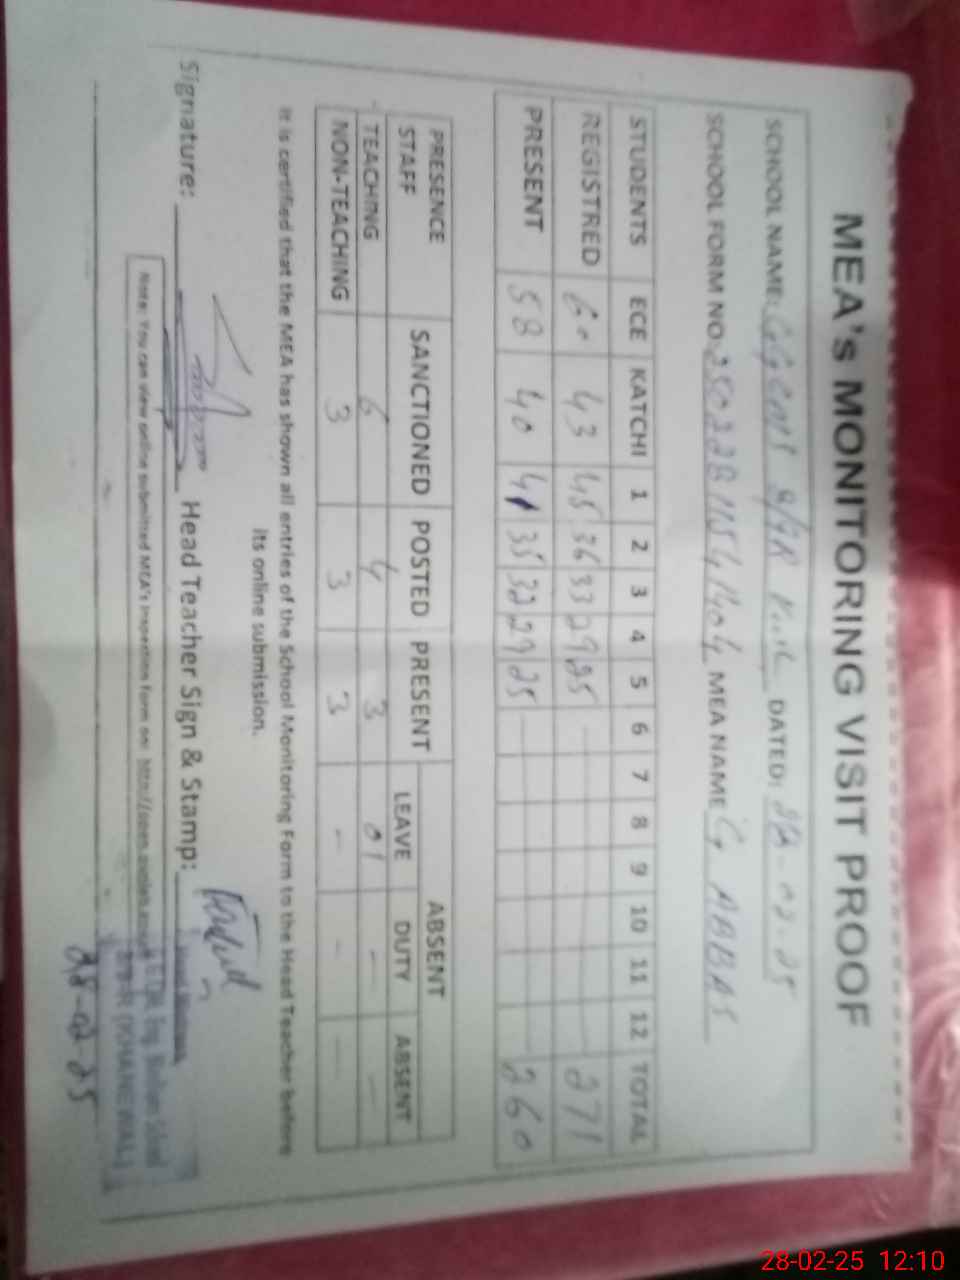 MEA's MONITORING VISIT PROOF
SCHOOL NAME: DATED: 28-02-25
SCHOOL FORM NO. 25022811541404 MEA NAME G ABBAS
STUDENTS ECE KATCHI 1 2 3 4 5 6 7 8 9 10 11 12 TOTAL
REGISTRED 60 43 45 36 33 29 25 271
PRESENT 58 40 41 35 32 29 25 260
PRESENCE STAFF SANCTIONED POSTED PRESENT ABSENT
LEAVE DUTY ABSENT
TEACHING 6 4 3 01 - -
NON-TEACHING 3 3 3 - - -
It is certified that the MEA has shown all entries of the School Monitoring Form to the Head Teacher before
its online submission.
Signature: Head Teacher Sign & Stamp:
Note: You can view online submitted MEA's inspection form on:
(KHANEWAL)
28-02-25
28-02-25 12:10